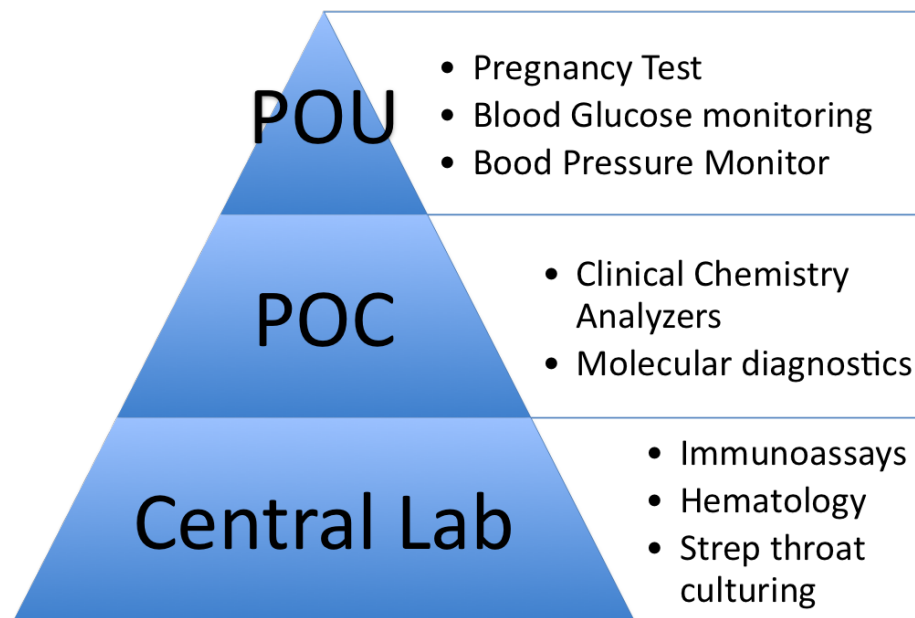 POU
• Pregnancy Test
• Blood Glucose monitoring
• Bood Pressure Monitor
POC
• Clinical Chemistry
Analyzers
• Molecular diagnostics
Central Lab
• Immunoassays
• Hematology
• Strep throat
culturing